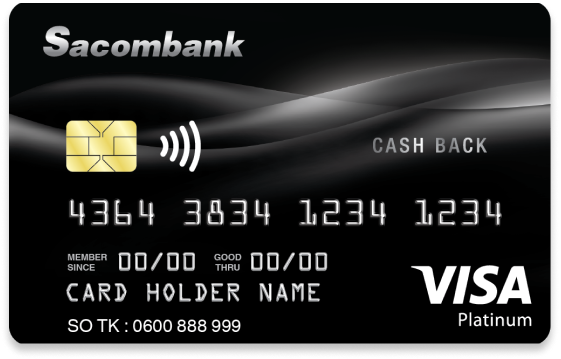 Sacombank
CASH BACK
4364 3834 1234 1234
MEMBER SINCE 00/00 GOOD THRU 00/00
CARD HOLDER NAME
SO TK : 0600 888 999
VISA
Platinum